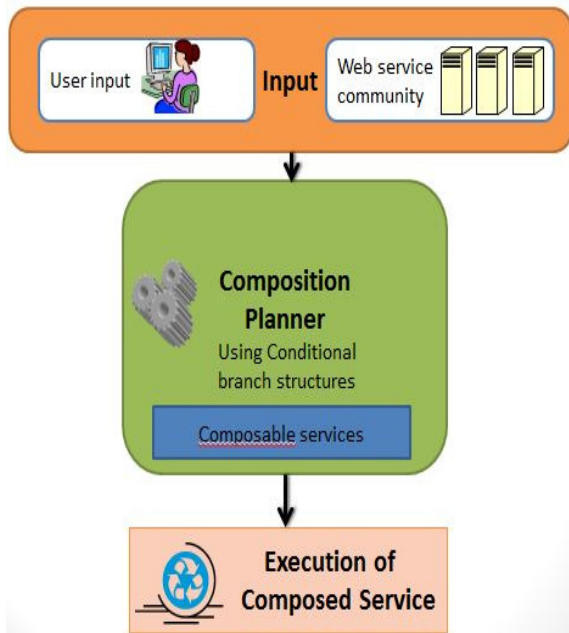 User input
Input
Web service
community
Composition
Planner
Using Conditional
branch structures
Composable services
Execution of
Composed Service